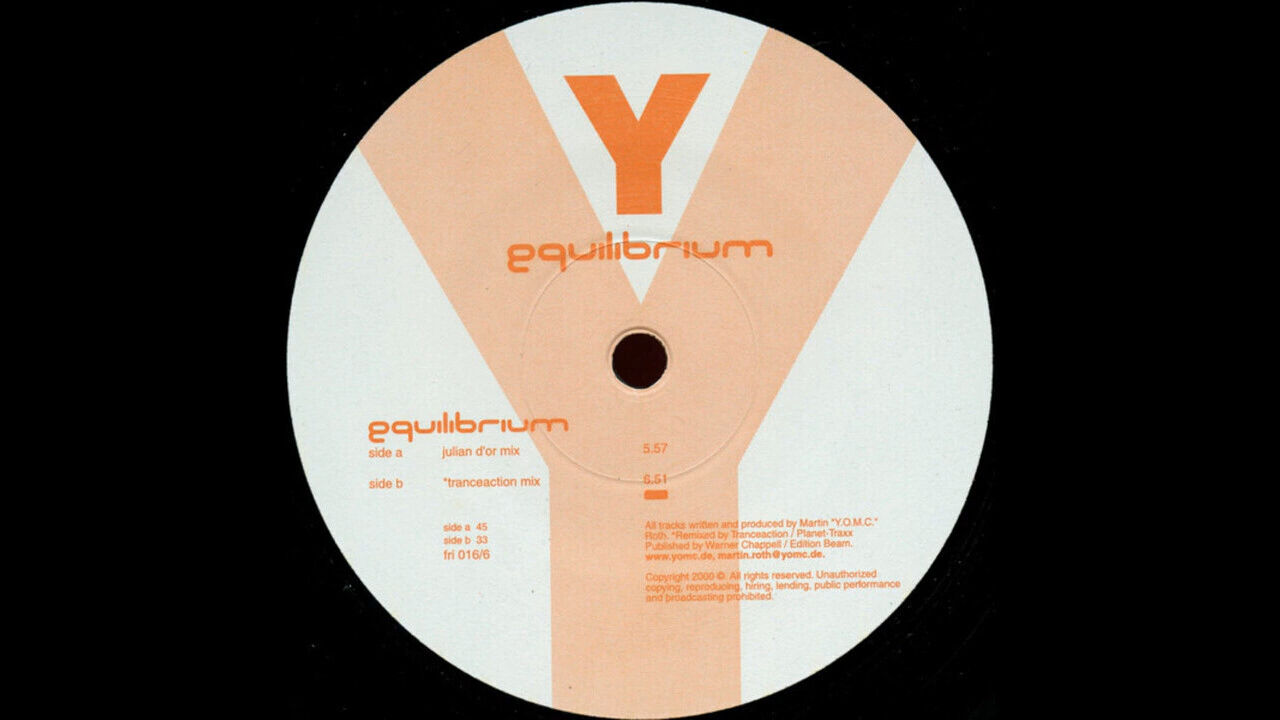 Y
equilibrium
equilibrium
side a julian d'or mix 5.57
side b *tranceaction mix 6.51
side a 45
side b 33
fri 016/6
All tracks written and produced by Martin "Y.O.M.C."
Roth. *Remixed by Tranceaction / Planet-Traxx
Published by Warner Chappell / Edition Beam.
www.yomc.de, martin.roth@yomc.de.
Copyright 2000 ©. All rights reserved. Unauthorized
copying, reproducing, hiring, lending, public performance
and broadcasting prohibited.